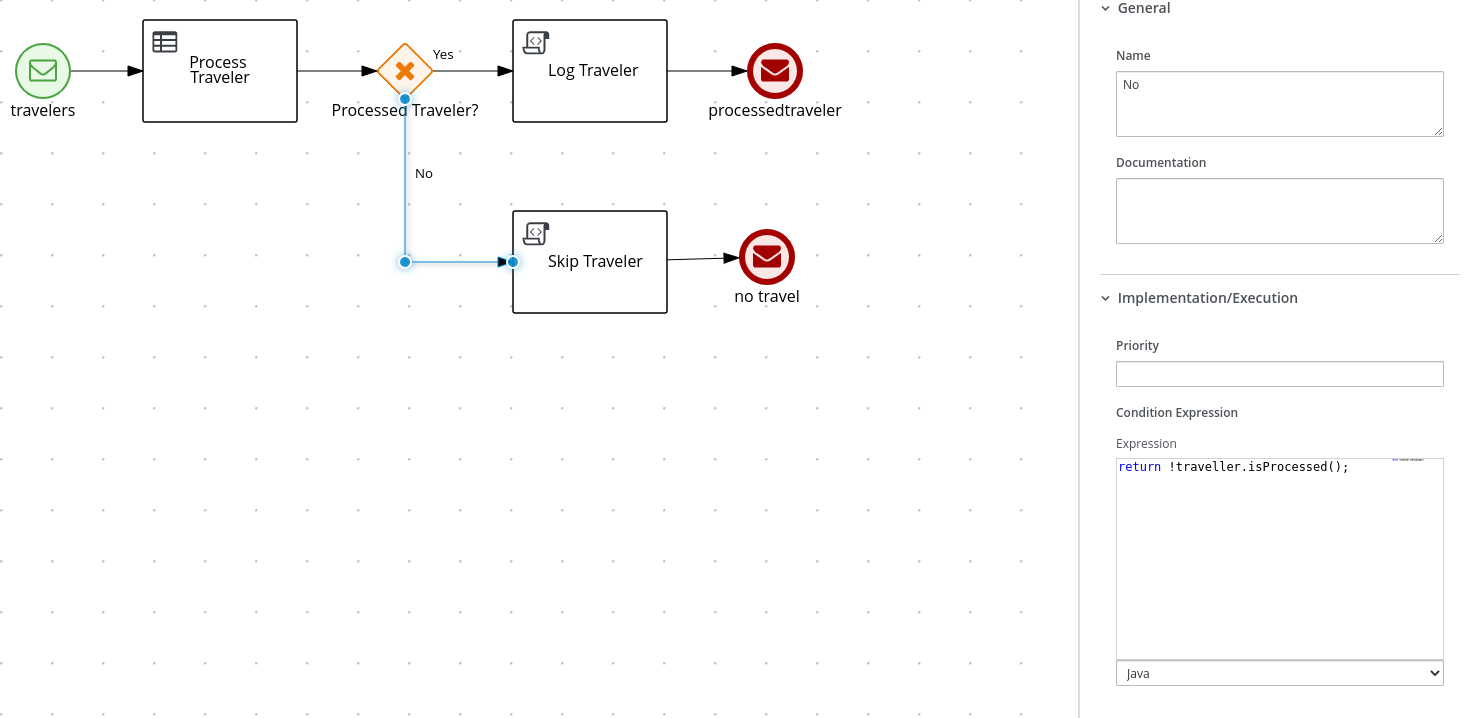 travelers
Process
Traveler
Yes
Processed Traveler?
Log Traveler
processedtraveler
No
Skip Traveler
no travel
General
Name
No
Documentation
Implementation/Execution
Priority
Condition Expression
Expression
return !traveller.isProcessed();
Java